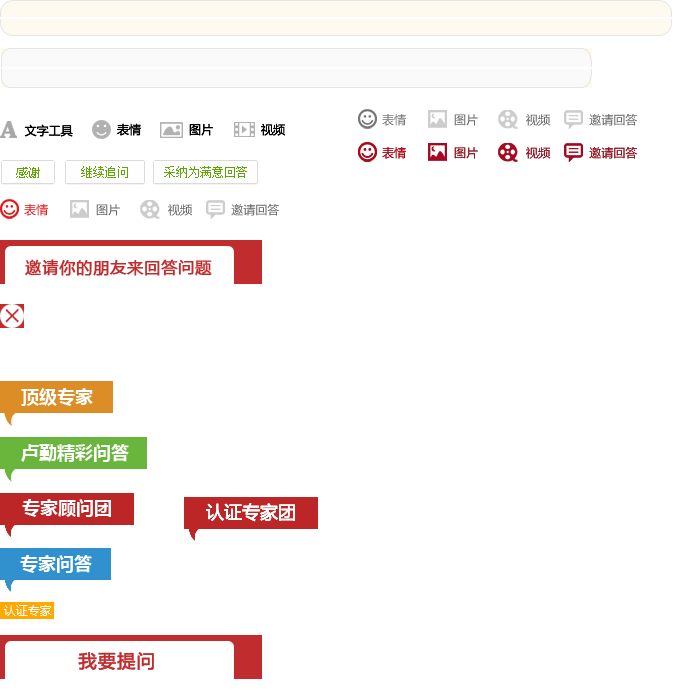 表情 图片 视频 邀请回答
文字工具 表情 图片 视频
表情 图片 视频 邀请回答
感谢 继续追问 采纳为满意回答
表情 图片 视频 邀请回答
邀请你的朋友来回答问题
顶级专家
卢勤精彩问答
专家顾问团
认证专家团
专家问答
认证专家
我要提问